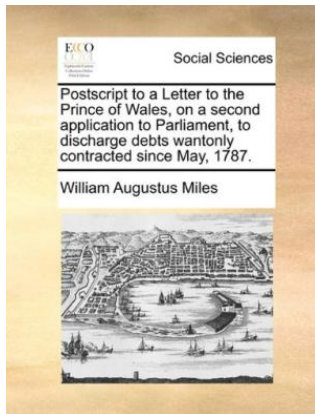 ECCO
Social Sciences
Postscript to a Letter to the
Prince of Wales, on a second
application to Parliament, to
discharge debts wantonly
contracted since May, 1787.
William Augustus Miles